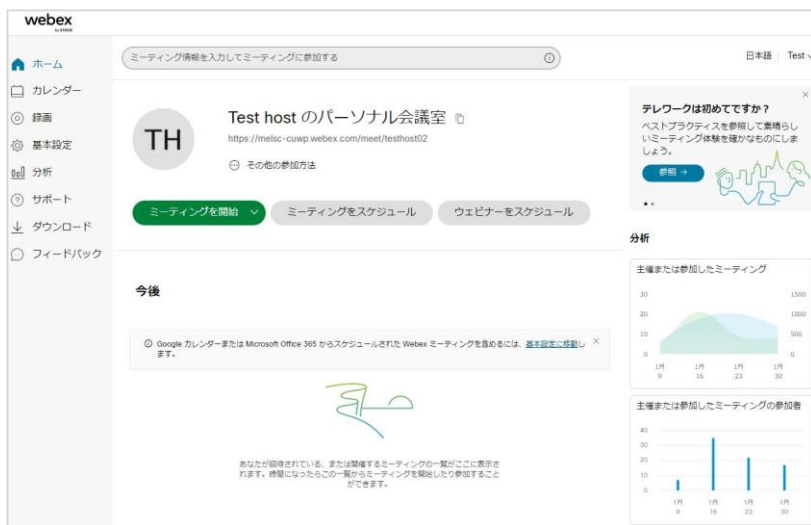 webex
by CISCO
ホーム
カレンダー
録画
基本設定
分析
サポート
ダウンロード
フィードバック
ミーティング情報を入力してミーティングに参加する
日本語
Test
TH
Test host のパーソナル会議室
https://melsc-cuwp.webex.com/meet/testhost02
その他の参加方法
ミーティングを開始
ミーティングをスケジュール
ウェビナーをスケジュール
今後
Google カレンダーまたは Microsoft Office 365 からスケジュールされた Webex ミーティングを含めるには、基本設定に移動し
ます。
あなたが招待されている、または開催するミーティングの一覧がここに表示さ
れます。時間になったらこの一覧からミーティングを開始したり参加すること
ができます。
テレワークは初めてですか？
ベストプラクティスを参照して素晴らし
いミーティング体験を確かなものにしま
しょう。
参照 →
分析
主催または参加したミーティング
30 1500
20 1000
10 500
0 0
1月 1月 1月 1月
9 16 23 30
主催または参加したミーティングの参加者
40
30
20
10
0
1月 1月 1月 1月
16 23 30